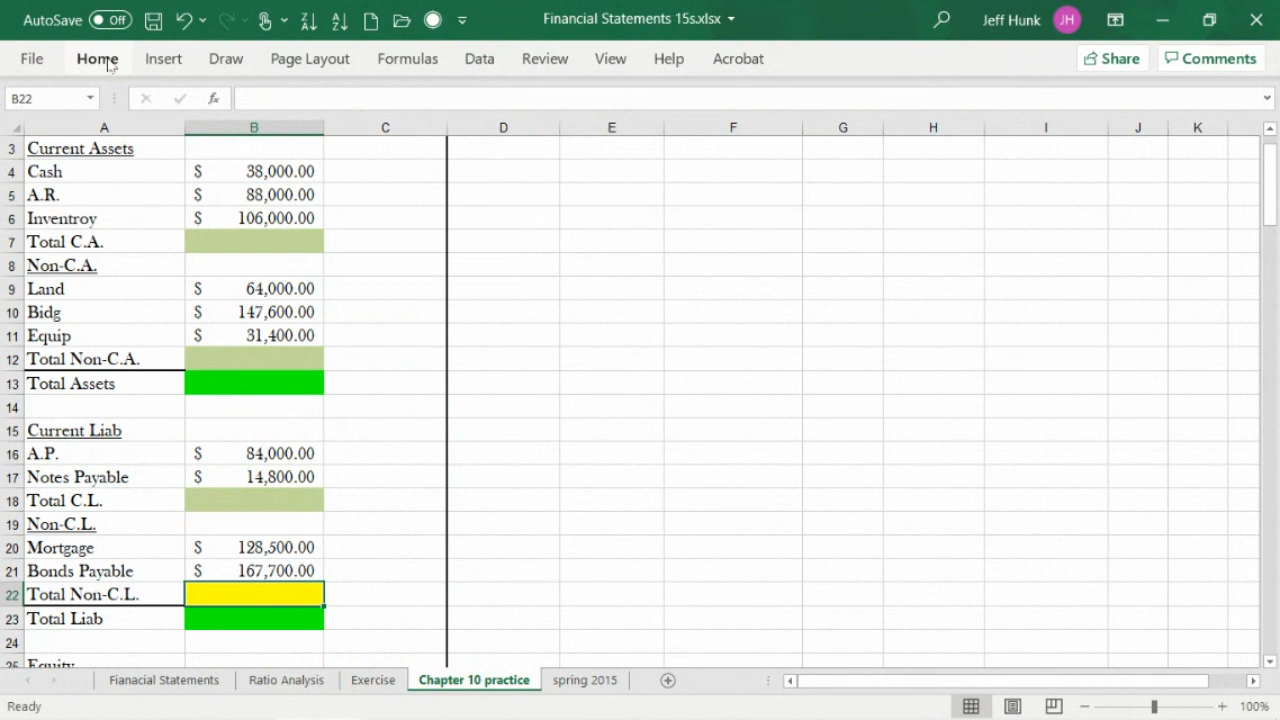 AutoSave Off Financial Statements 15s.xlsx Jeff Hunk JH
File Home Insert Draw Page Layout Formulas Data Review View Help Acrobat Share Comments
B22 fx
A B C D E F G H I J K
3 Current Assets
4 Cash $ 38,000.00
5 A.R. $ 88,000.00
6 Inventroy $ 106,000.00
7 Total C.A.
8 Non-C.A.
9 Land $ 64,000.00
10 Bidg $ 147,600.00
11 Equip $ 31,400.00
12 Total Non-C.A.
13 Total Assets
14
15 Current Liab
16 A.P. $ 84,000.00
17 Notes Payable $ 14,800.00
18 Total C.L.
19 Non-C.L.
20 Mortgage $ 128,500.00
21 Bonds Payable $ 167,700.00
22 Total Non-C.L.
23 Total Liab
24
25 Equity
Fianacial Statements Ratio Analysis Exercise Chapter 10 practice spring 2015
Ready 100%